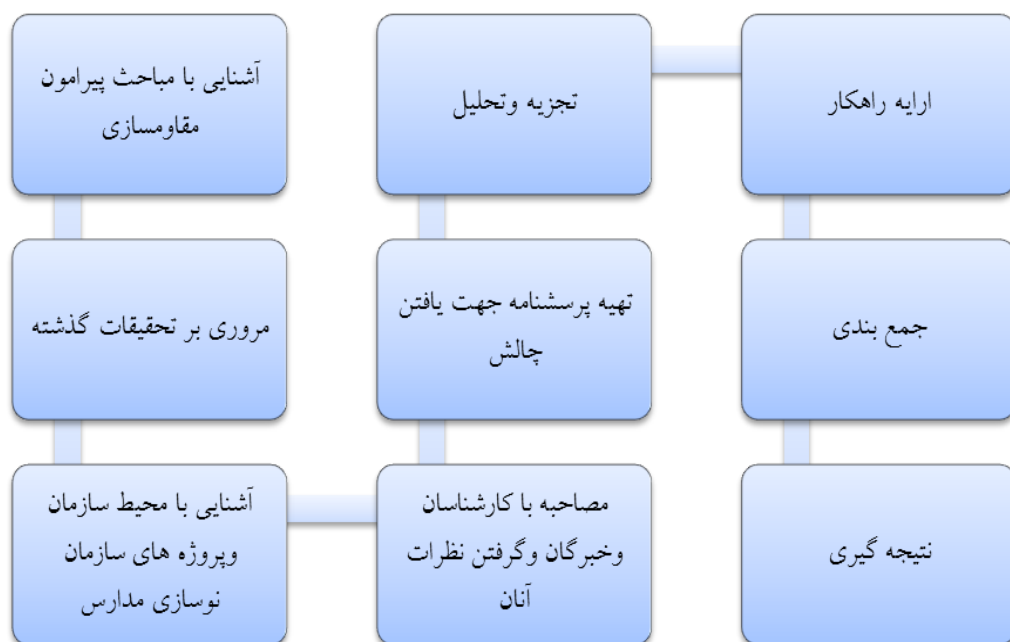 آشنایی با مباحث پیرامون
مقاومسازی
مروری بر تحقیقات گذشته
آشنایی با محیط سازمان
وپروژه های سازمان
نوسازی مدارس
مصاحبه با کارشناسان
وخبرگان وگرفتن نظرات
آنان
تهیه پرسشنامه جهت یافتن
چالش
تجزیه وتحلیل
ارایه راهکار
جمع بندی
نتیجه گیری